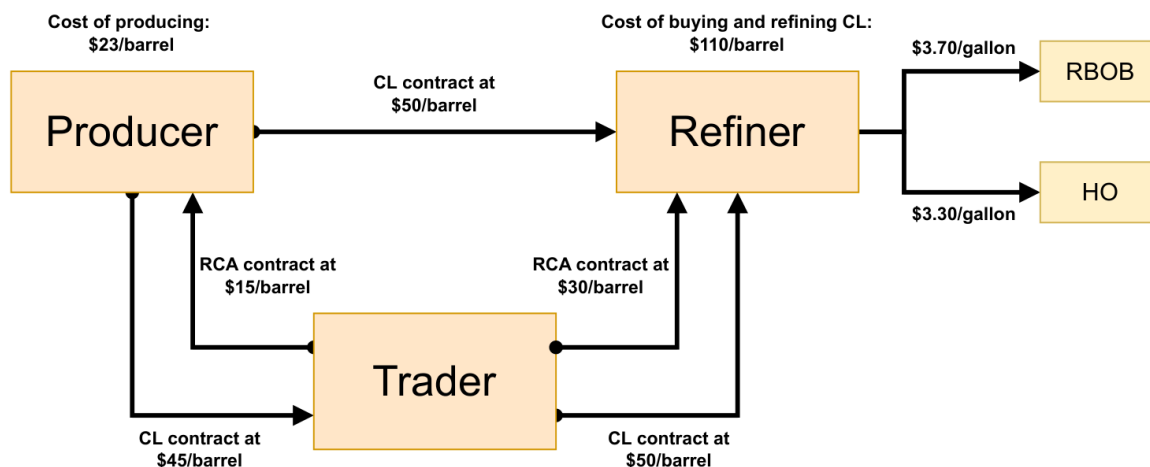 Cost of producing:
$23/barrel
Cost of buying and refining CL:
$110/barrel
$3.70/gallon
RBOB
CL contract at
$50/barrel
Producer
Refiner
HO
$3.30/gallon
RCA contract at
$15/barrel
RCA contract at
$30/barrel
Trader
CL contract at
$45/barrel
CL contract at
$50/barrel